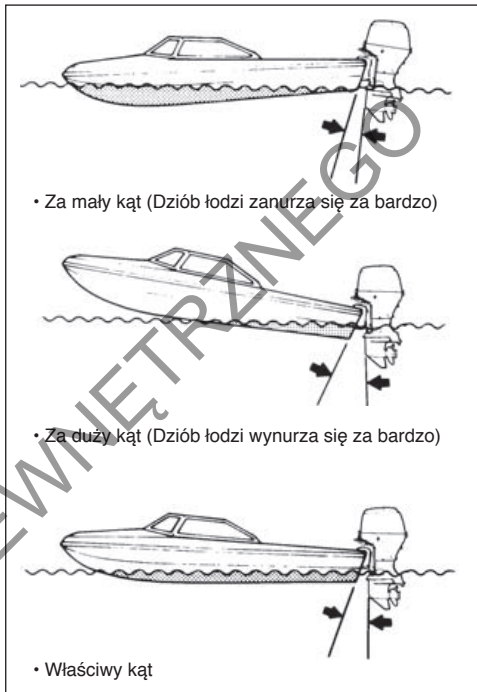 • Za mały kąt (Dziób łodzi zanurza się za bardzo)
• Za duży kąt (Dziób łodzi wynurza się za bardzo)
• Właściwy kąt
EWNĘTRZNEGO